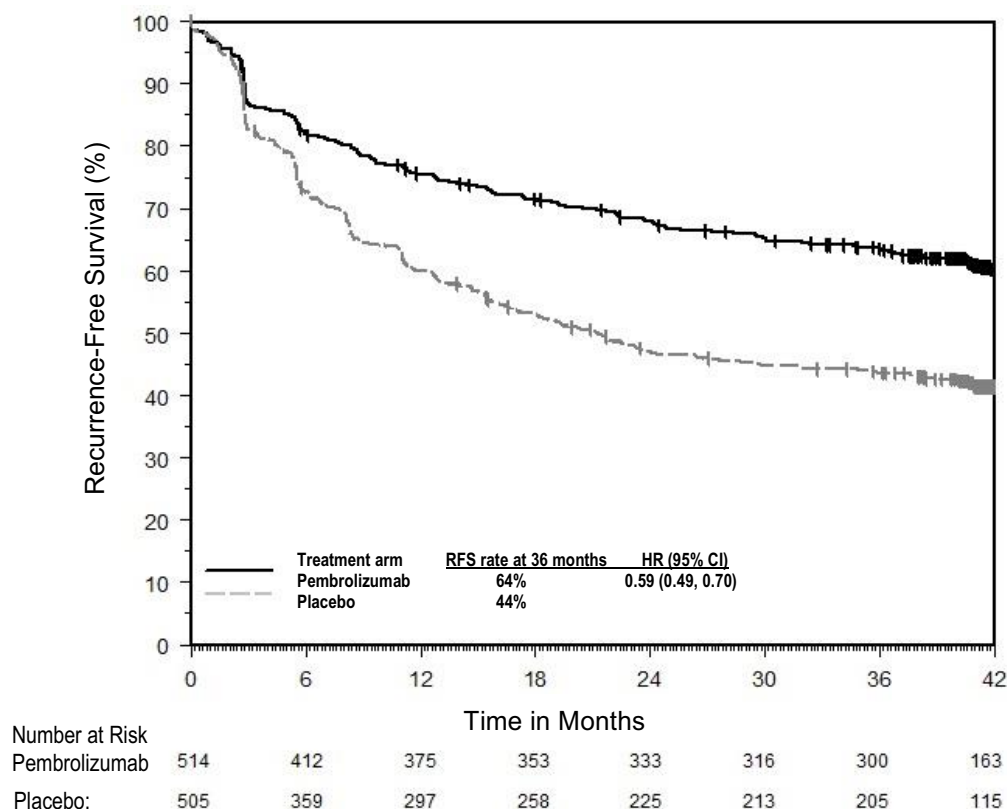 100
90
80
70
60
50
40
30
20
10
0
Recurrence-Free Survival (%)
Treatment arm RFS rate at 36 months HR (95% CI)
Pembrolizumab 64% 0.59 (0.49, 0.70)
Placebo 44%
0 6 12 18 24 30 36 42
Time in Months
Number at Risk
Pembrolizumab 514 412 375 353 333 316 300 163
Placebo: 505 359 297 258 225 213 205 115